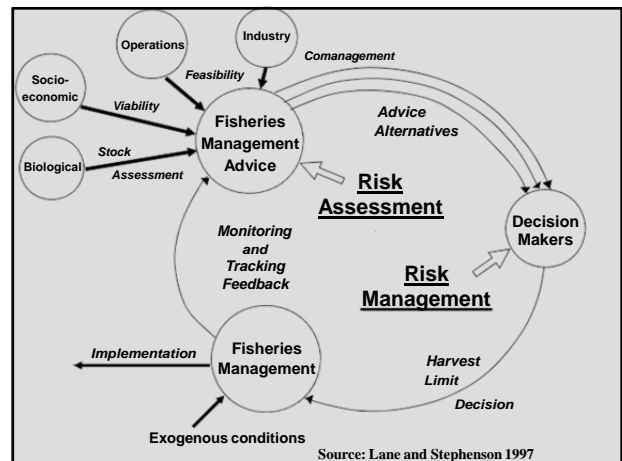 Operations
Industry
Socio-
economic
Biological
Feasibility
Viability
Stock
Assessment
Fisheries
Management
Advice
Comanagement
Advice
Alternatives
Risk
Assessment
Decision
Makers
Risk
Management
Monitoring
and
Tracking
Feedback
Implementation
Fisheries
Management
Harvest
Limit
Decision
Exogenous conditions
Source: Lane and Stephenson 1997